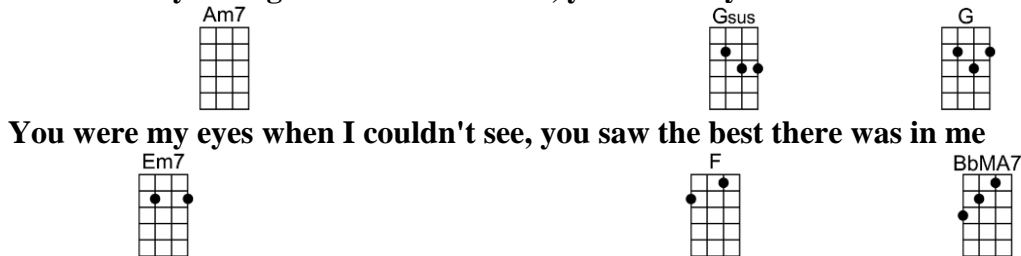 Am7 Gsus G
You were my eyes when I couldn't see, you saw the best there was in me
Em7 F BbMA7